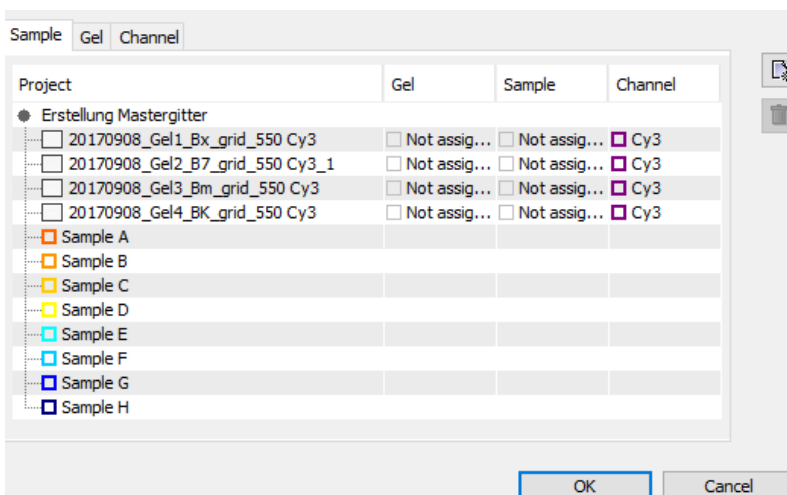 Sample Gel Channel
Project Gel Sample Channel
Erstellung Mastergitter
20170908_Gel1_Bx_grid_550 Cy3 Not assig... Not assig... Cy3
20170908_Gel2_B7_grid_550 Cy3_1 Not assig... Not assig... Cy3
20170908_Gel3_Bm_grid_550 Cy3 Not assig... Not assig... Cy3
20170908_Gel4_BK_grid_550 Cy3 Not assig... Not assig... Cy3
Sample A
Sample B
Sample C
Sample D
Sample E
Sample F
Sample G
Sample H
OK Cancel